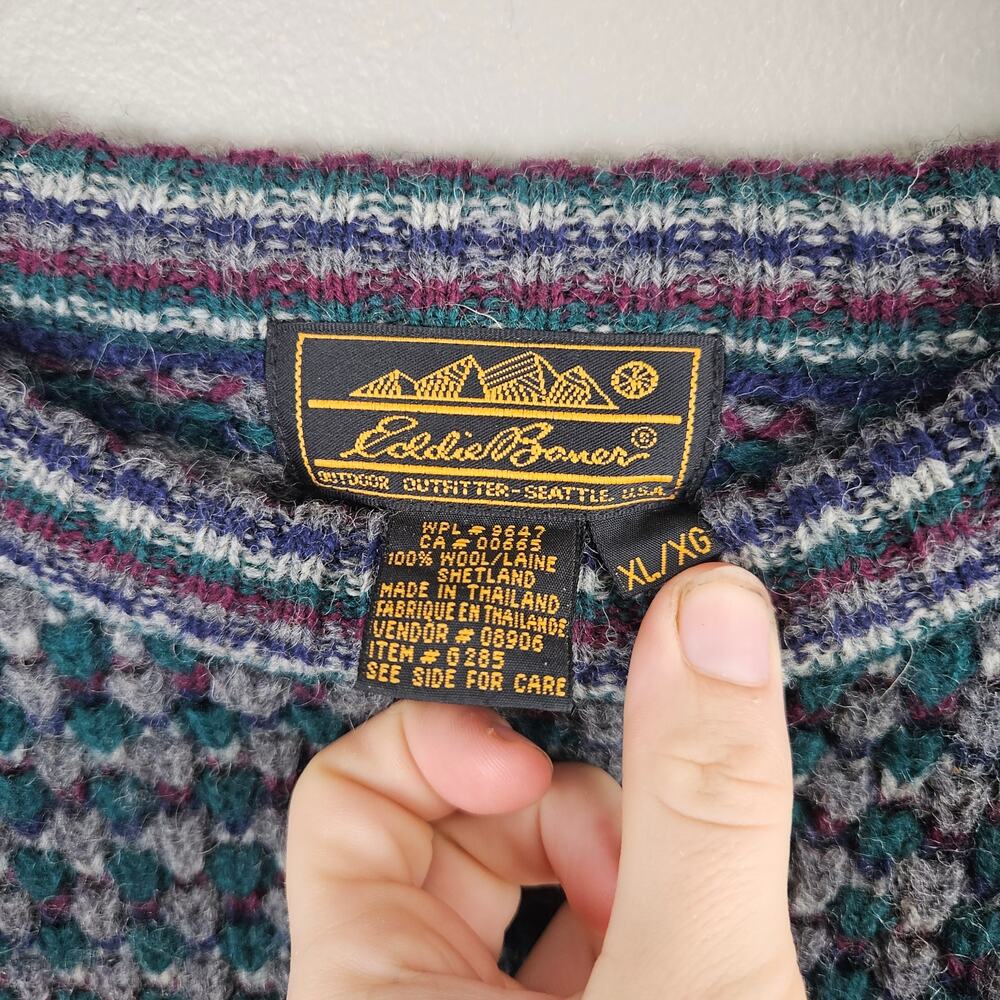 Eddie Bauer®
OUTDOOR OUTFITTER-SEATTLE, U.S.A.
WPL # 9647
CA # 00665
100% WOOL/LAINE
SHETLAND
MADE IN THAILAND
FABRIQUE EN THAILANDE
VENDOR # 08906
ITEM # 0285
SEE SIDE FOR CARE
XL/XG